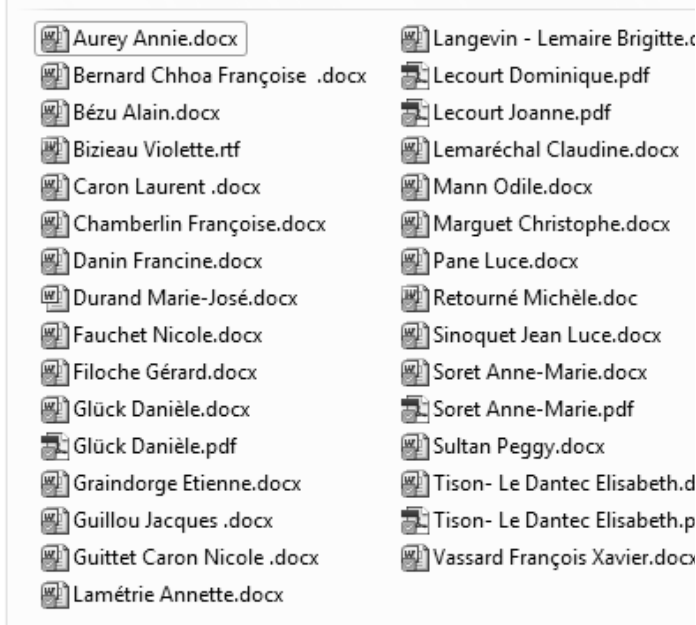 Aurey Annie.docx
Bernard Chhoa Françoise  .docx
Bézu Alain.docx
Bizieau Violette.rtf
Caron Laurent .docx
Chamberlin Françoise.docx
Danin Francine.docx
Durand Marie-José.docx
Fauchet Nicole.docx
Filoche Gérard.docx
Glück Danièle.docx
Glück Danièle.pdf
Graindorge Etienne.docx
Guillou Jacques .docx
Guittet Caron Nicole .docx
Lamétrie Annette.docx
Langevin - Lemaire Brigitte.d
Lecourt Dominique.pdf
Lecourt Joanne.pdf
Lemaréchal Claudine.docx
Mann Odile.docx
Marguet Christophe.docx
Pane Luce.docx
Retourné Michèle.doc
Sinoquet Jean Luce.docx
Soret Anne-Marie.docx
Soret Anne-Marie.pdf
Sultan Peggy.docx
Tison- Le Dantec Elisabeth.d
Tison- Le Dantec Elisabeth.p
Vassard François Xavier.docx